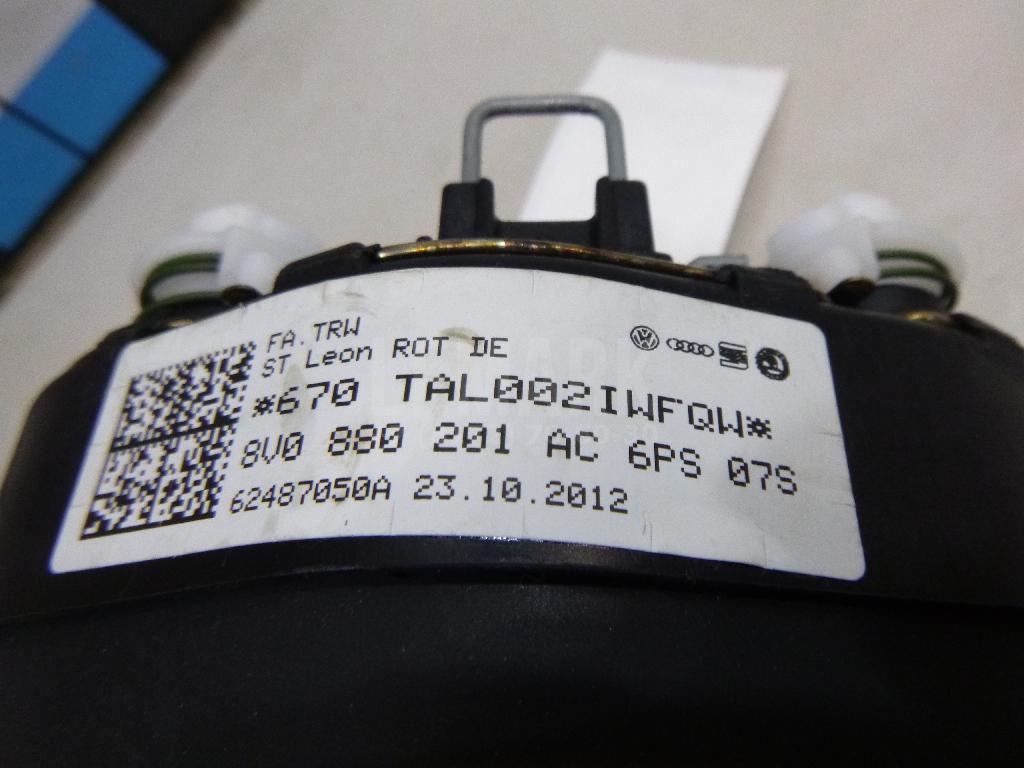 FA.TRW
ST Leon ROT DE
*670 TAL002IWFQW*
8V0 880 201 AC 6PS 07S
62487050A 23.10.2012